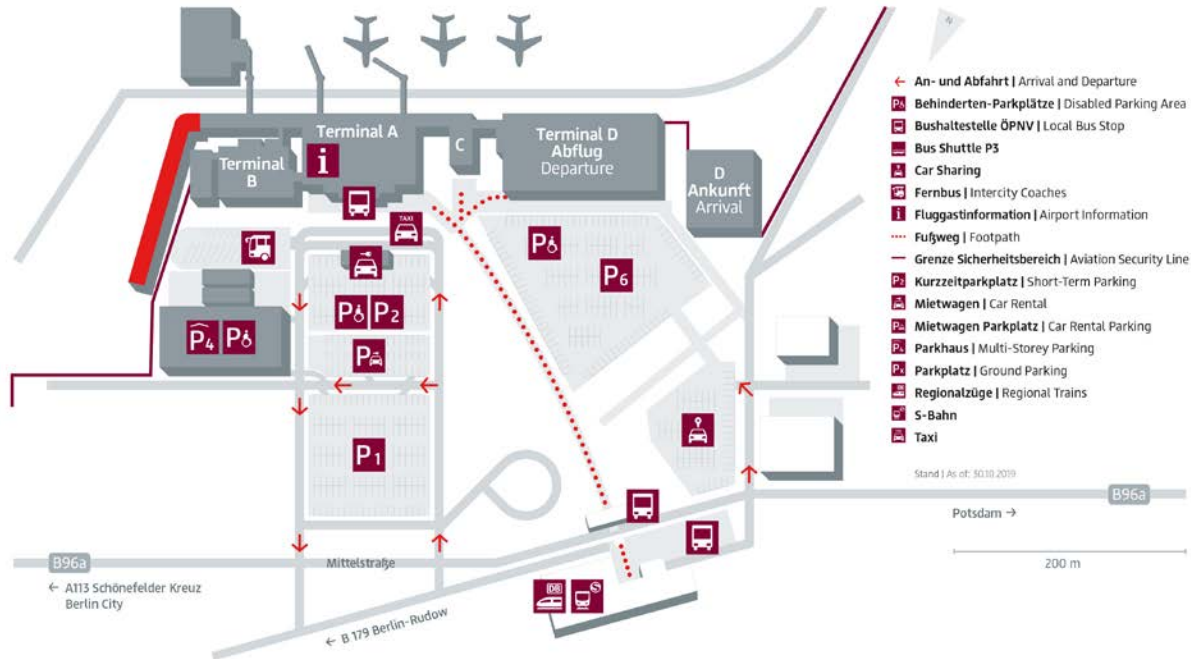 Terminal A
Terminal
B
C
Terminal D
Abflug
Departure
D
Ankunft
Arrival
i
TAXI
P
P6
P P2
P4 P
P
P1
DB S
Mittelstraße
B96a
← A113 Schönefelder Kreuz
Berlin City
← B 179 Berlin-Rudow
B96a
Potsdam →
200 m
N
An- und Abfahrt | Arrival and Departure
Behinderten-Parkplätze | Disabled Parking Area
Bushaltestelle ÖPNV | Local Bus Stop
Bus Shuttle P3
Car Sharing
Fernbus | Intercity Coaches
Fluggastinformation | Airport Information
Fußweg | Footpath
Grenze Sicherheitsbereich | Aviation Security Line
Kurzzeitparkplatz | Short-Term Parking
Mietwagen | Car Rental
Mietwagen Parkplatz | Car Rental Parking
Parkhaus | Multi-Storey Parking
Parkplatz | Ground Parking
Regionalzüge | Regional Trains
S-Bahn
Taxi
Stand | As of: 30.10.2019